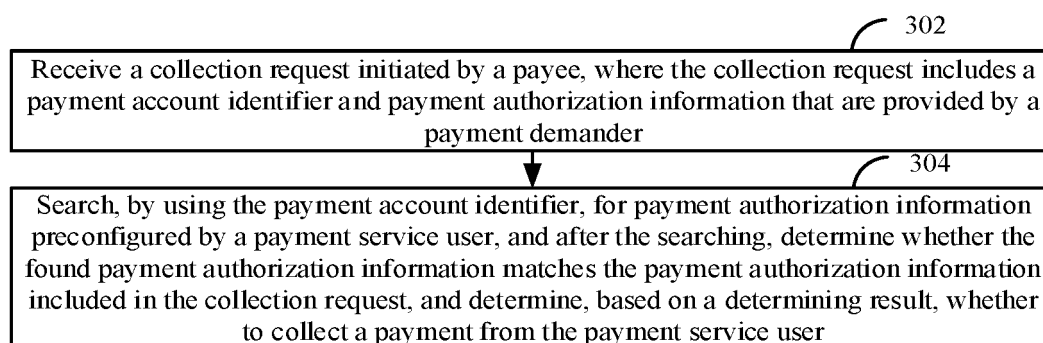 302
Receive a collection request initiated by a payee, where the collection request includes a
payment account identifier and payment authorization information that are provided by a
payment demander
304
Search, by using the payment account identifier, for payment authorization information
preconfigured by a payment service user, and after the searching, determine whether the
found payment authorization information matches the payment authorization information
included in the collection request, and determine, based on a determining result, whether
to collect a payment from the payment service user